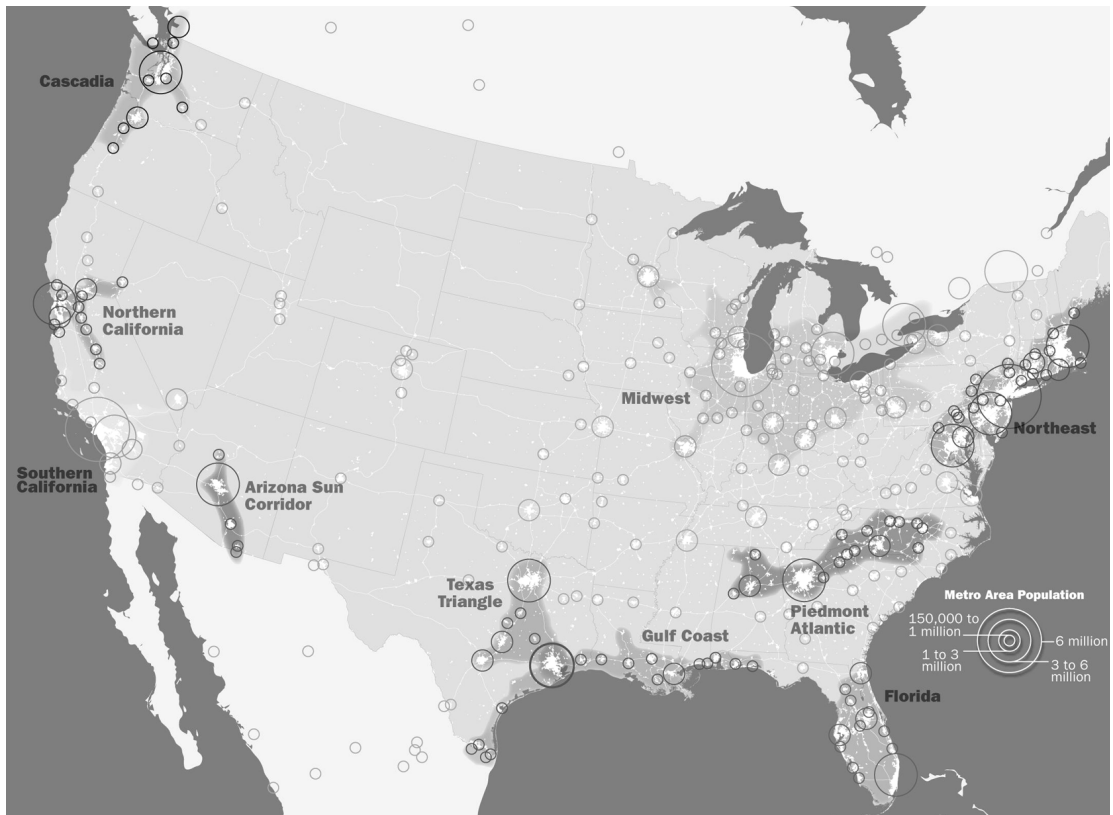 Cascadia
Northern
California
Midwest
Northeast
Southern
California
Arizona Sun
Corridor
Texas
Triangle
Gulf Coast
Piedmont
Atlantic
Florida
Metro Area Population
150,000 to
1 million
1 to 3
million
6 million
3 to 6
million